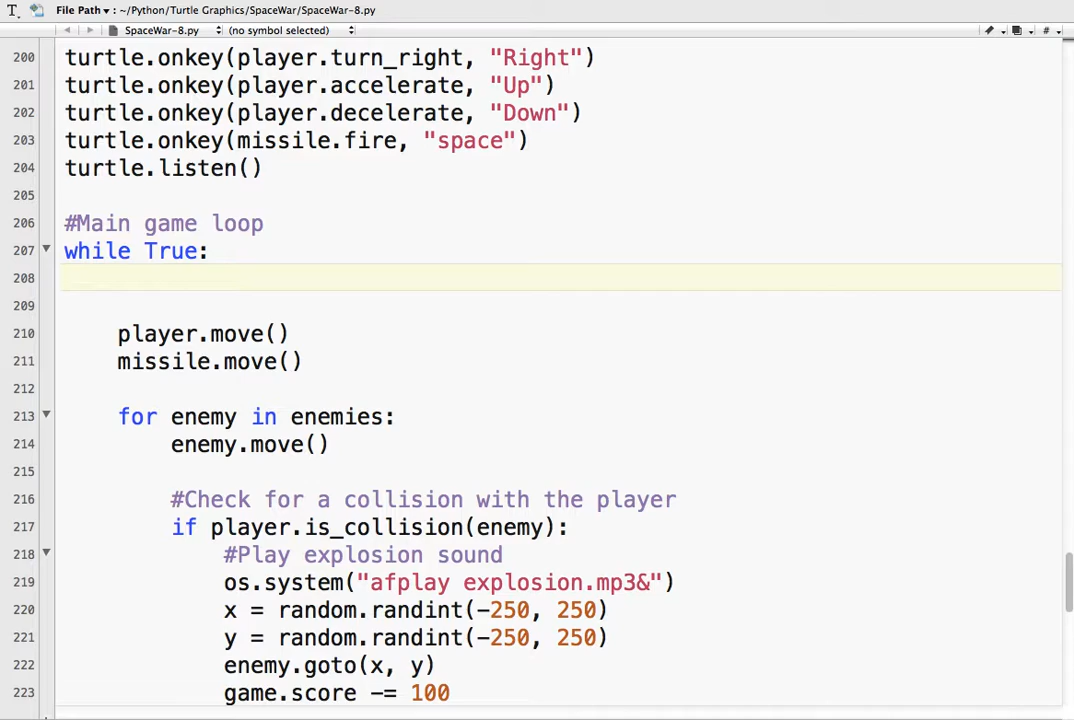 File Path ▾ : ~/Python/Turtle Graphics/SpaceWar/SpaceWar-8.py
SpaceWar-8.py (no symbol selected) #
200 turtle.onkey(player.turn_right, "Right")
201 turtle.onkey(player.accelerate, "Up")
202 turtle.onkey(player.decelerate, "Down")
203 turtle.onkey(missile.fire, "space")
204 turtle.listen()
205
206 #Main game loop
207 while True:
208
209
210     player.move()
211     missile.move()
212
213     for enemy in enemies:
214         enemy.move()
215
216         #Check for a collision with the player
217         if player.is_collision(enemy):
218             #Play explosion sound
219             os.system("afplay explosion.mp3&")
220             x = random.randint(-250, 250)
221             y = random.randint(-250, 250)
222             enemy.goto(x, y)
223             game.score -= 100